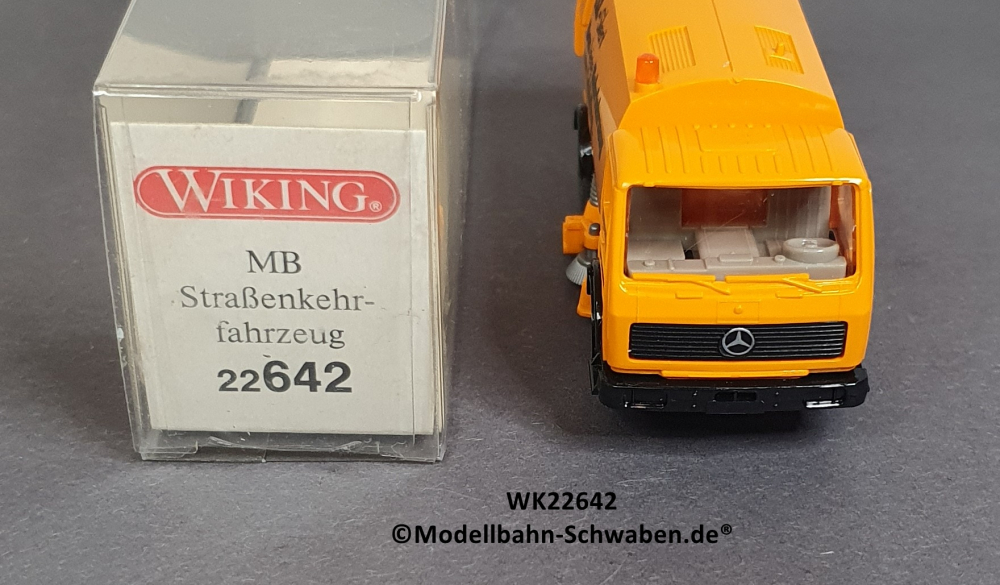 WIKING®
MB
Straßenkehr-
fahrzeug
22642
WK22642
©Modellbahn-Schwaben.de®